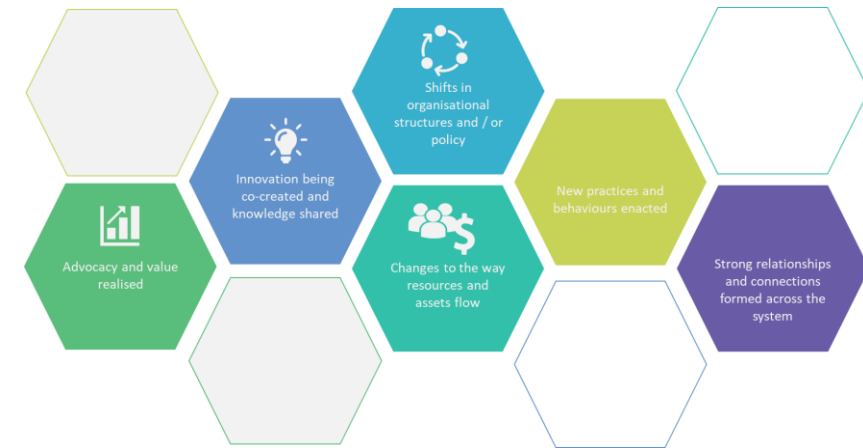 Shifts in
organisational
structures and / or
policy
Innovation being
co-created and
knowledge shared
New practices and
behaviours enacted
Advocacy and value
realised
Changes to the way
resources and
assets flow
Strong relationships
and connections
formed across the
system